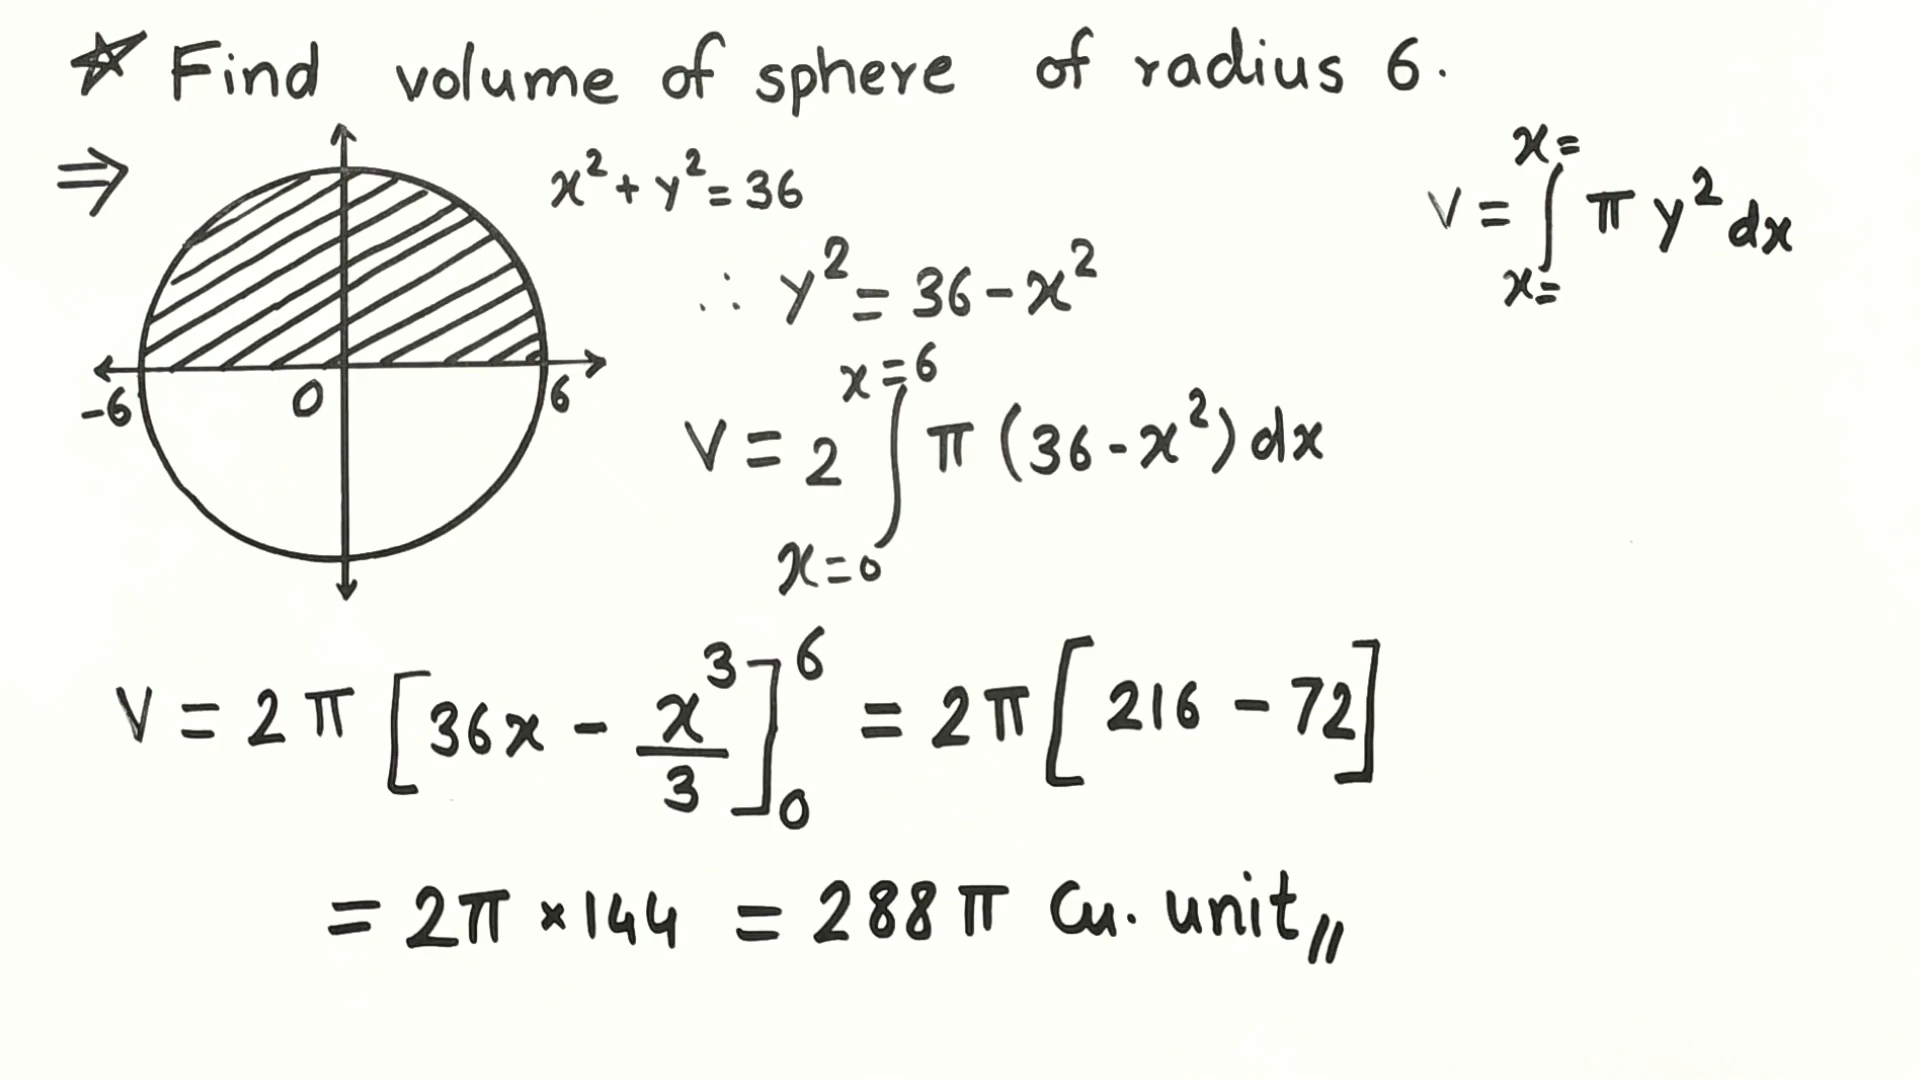 ☆ Find volume of sphere of radius 6.
⇒
x² + y² = 36
x=
V = ∫ π y² dx
x=
∴ y² = 36 - x²
-6
O
6
x=6
V = 2 ∫ π (36-x²) dx
x=0
V = 2π [36x - x³/3]₀⁶ = 2π [216 - 72]
= 2π × 144 = 288π Cu. unit,,